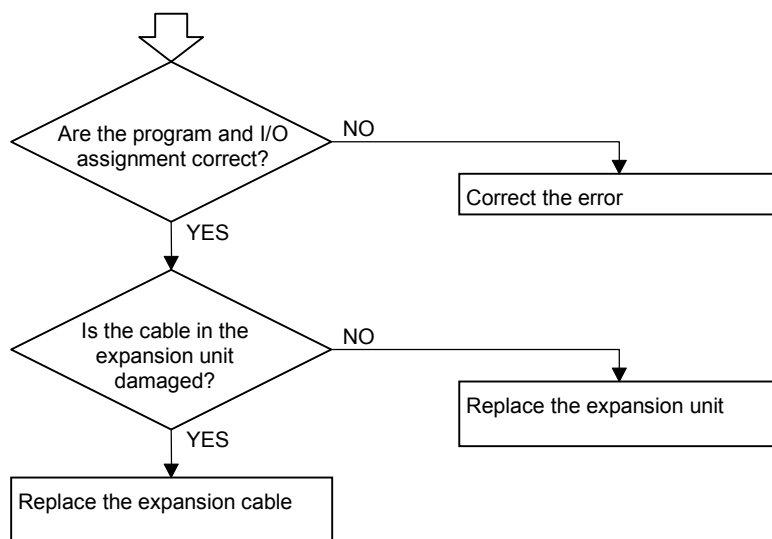 Are the program and I/O
assignment correct?
NO
Correct the error
YES
Is the cable in the
expansion unit
damaged?
NO
Replace the expansion unit
YES
Replace the expansion cable